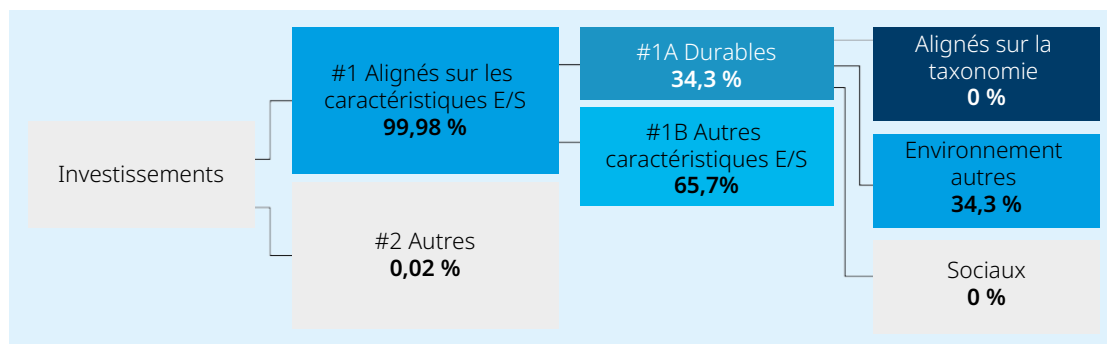 Investissements
#1 Alignés sur les
caractéristiques E/S
99,98 %
#2 Autres
0,02 %
#1A Durables
34,3 %
#1B Autres
caractéristiques E/S
65,7%
Alignés sur la
taxonomie
0 %
Environnement
autres
34,3 %
Sociaux
0 %